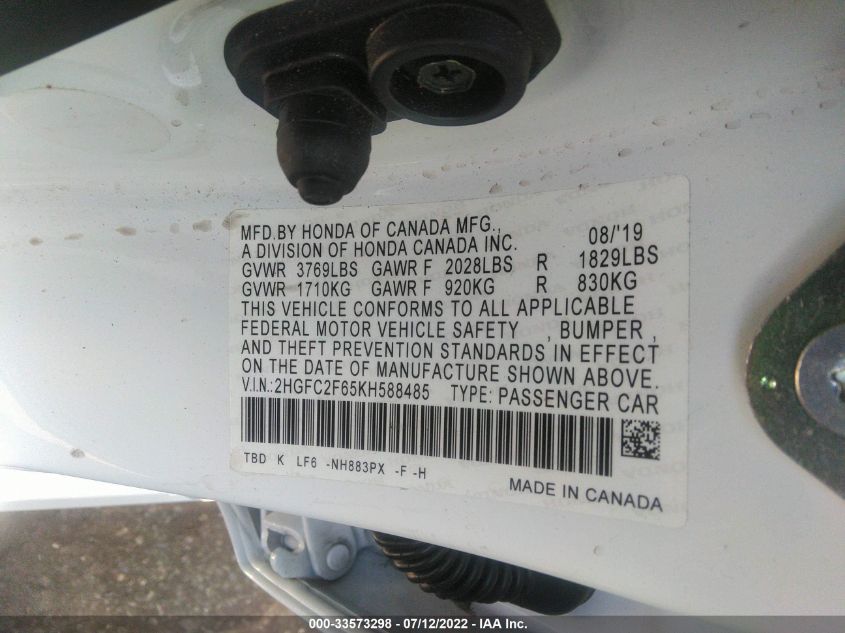 MFD.BY HONDA OF CANADA MFG., 08/'19
A DIVISION OF HONDA CANADA INC.
GVWR 3769LBS GAWR F 2028LBS R 1829LBS
GVWR 1710KG GAWR F 920KG R 830KG
THIS VEHICLE CONFORMS TO ALL APPLICABLE
FEDERAL MOTOR VEHICLE SAFETY , BUMPER ,
AND THEFT PREVENTION STANDARDS IN EFFECT
ON THE DATE OF MANUFACTURE SHOWN ABOVE.
V.I.N.:2HGFC2F65KH588485 TYPE: PASSENGER CAR
TBD K LF6 -NH883PX -F -H
MADE IN CANADA
000-33573298 - 07/12/2022 - IAA Inc.